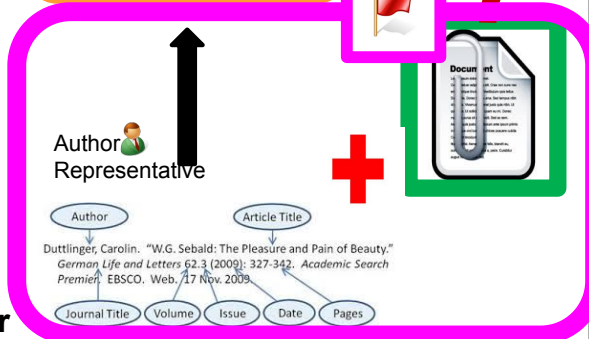 Document
Author
Representative
Author
Article Title
Duttlinger, Carolin. "W.G. Sebald: The Pleasure and Pain of Beauty."
German Life and Letters 62.3 (2009): 327-342. Academic Search
Premier. EBSCO. Web. 17 Nov. 2009.
Journal Title
Volume
Issue
Date
Pages
r